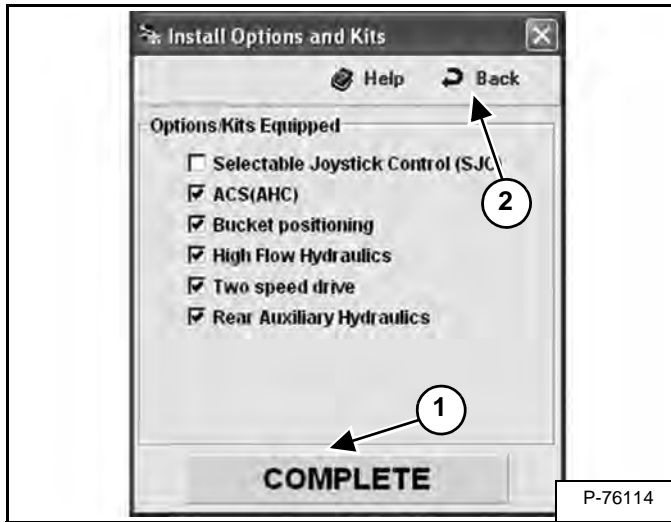 Install Options and Kits
Help Back
Options/Kits Equipped
Selectable Joystick Control (SJC)
ACS(AHC)
Bucket positioning
High Flow Hydraulics
Two speed drive
Rear Auxiliary Hydraulics
2
1
COMPLETE
P-76114